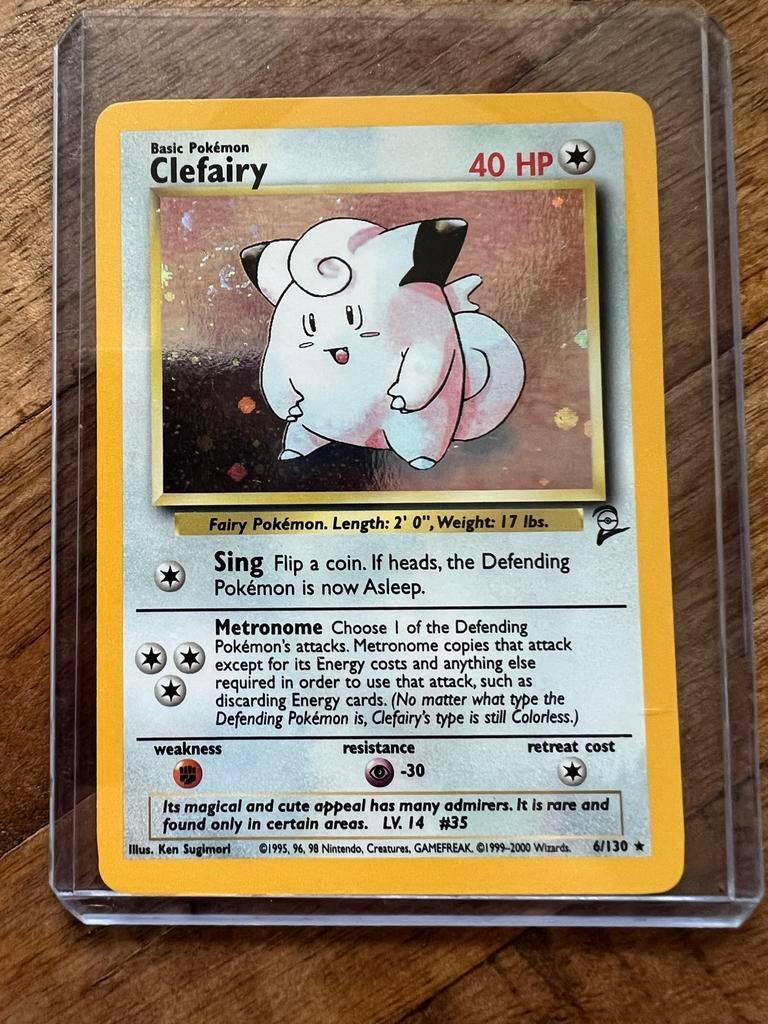 Basic Pokémon
Clefairy
40 HP
Fairy Pokémon. Length: 2' 0", Weight: 17 lbs.
Sing Flip a coin. If heads, the Defending
Pokémon is now Asleep.
Metronome Choose 1 of the Defending
Pokémon's attacks. Metronome copies that attack
except for its Energy costs and anything else
required in order to use that attack, such as
discarding Energy cards. (No matter what type the
Defending Pokémon is, Clefairy's type is still Colorless.)
weakness resistance retreat cost
-30
Its magical and cute appeal has many admirers. It is rare and
found only in certain areas. LV. 14 #35
Illus. Ken Sugimori ©1995, 96, 98 Nintendo, Creatures, GAMEFREAK. ©1999-2000 Wizards. 6/130 ★